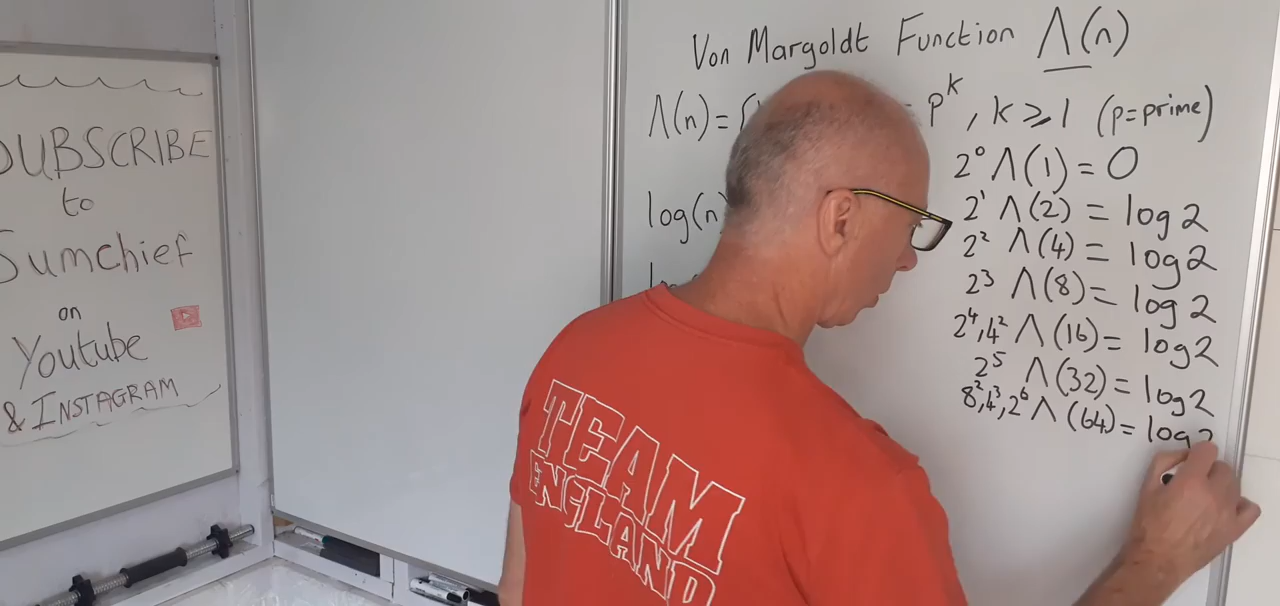 SUBSCRIBE
to
Sumchief
on
Youtube
& INSTAGRAM
Von Margoldt Function Λ(n)
Λ(n) = { p^k , k ⩾ 1 (p=prime)
log(n)
2⁰ Λ(1) = 0
2¹ Λ(2) = log 2
2² Λ(4) = log 2
2³ Λ(8) = log 2
2⁴, 4² Λ(16) = log 2
2⁵ Λ(32) = log 2
8², 4³, 2⁶ Λ(64) = log 2
TEAM
ENGLAND